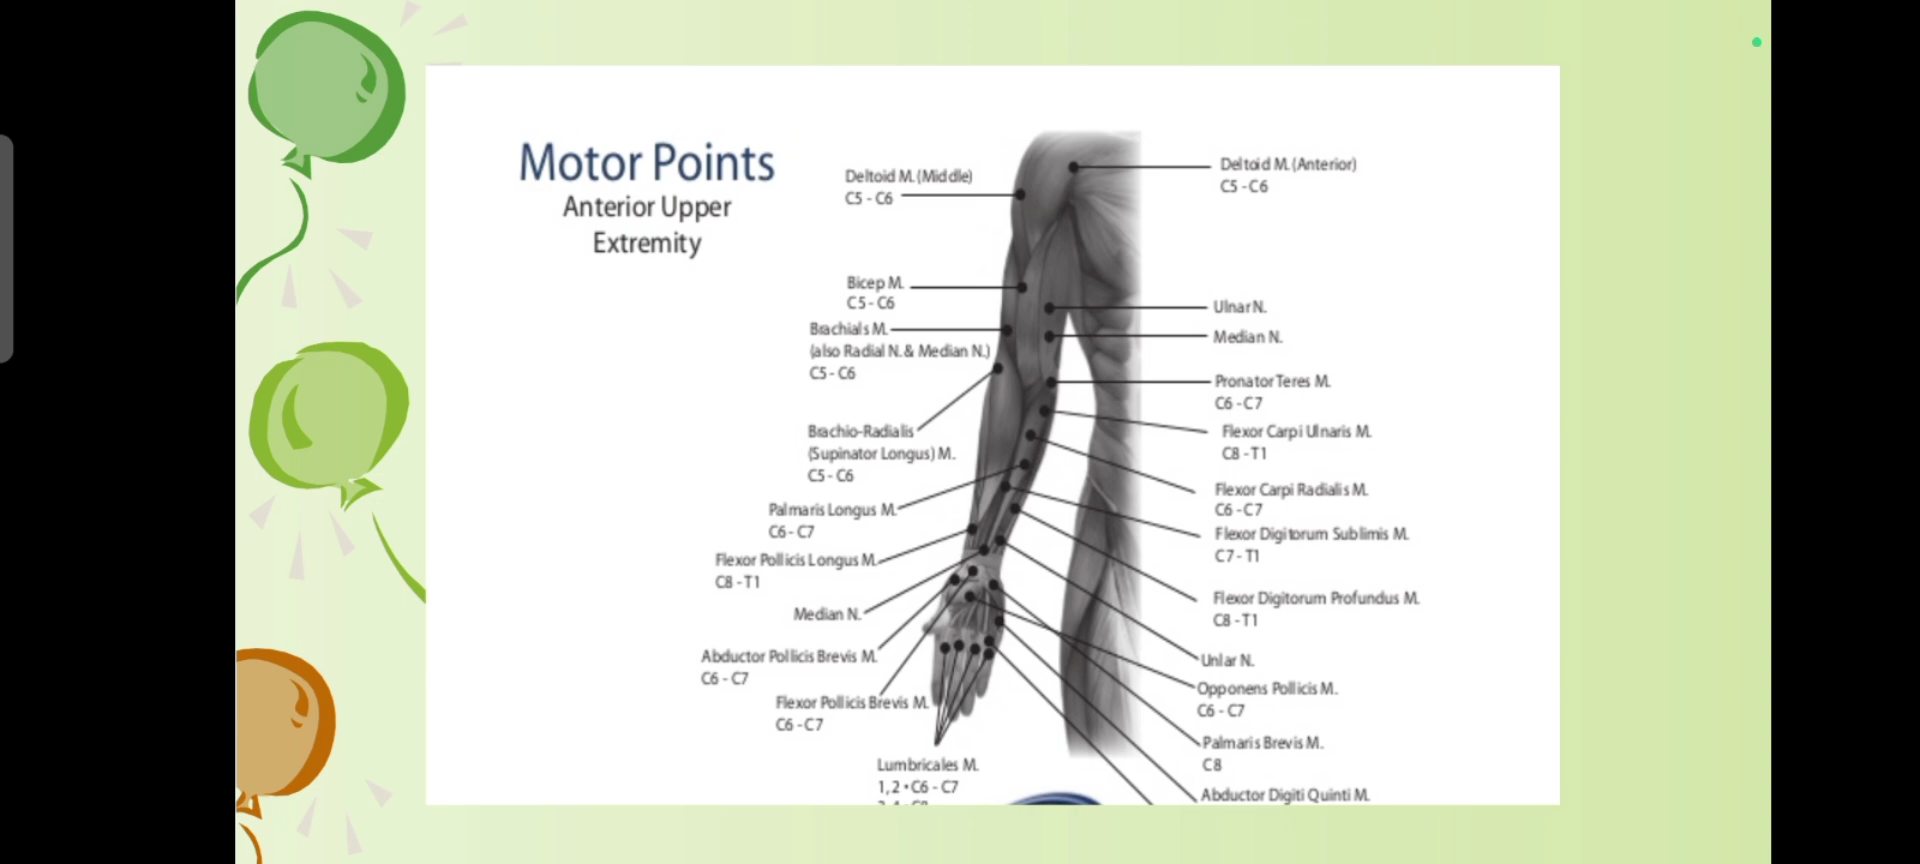 Motor Points
Anterior Upper
Extremity
Deltoid M. (Middle)
C5 - C6
Bicep M.
C5 - C6
Brachials M.
(also Radial N. & Median N.)
C5 - C6
Brachio-Radialis
(Supinator Longus) M.
C5 - C6
Palmaris Longus M.
C6 - C7
Flexor Pollicis Longus M.
C8 - T1
Median N.
Abductor Pollicis Brevis M.
C6 - C7
Flexor Pollicis Brevis M.
C6 - C7
Lumbricales M.
1, 2 • C6 - C7
Deltoid M. (Anterior)
C5 - C6
Ulnar N.
Median N.
Pronator Teres M.
C6 - C7
Flexor Carpi Ulnaris M.
C8 - T1
Flexor Carpi Radialis M.
C6 - C7
Flexor Digitorum Sublimis M.
C7 - T1
Flexor Digitorum Profundus M.
C8 - T1
Unlar N.
Opponens Pollicis M.
C6 - C7
Palmaris Brevis M.
C8
Abductor Digiti Quinti M.